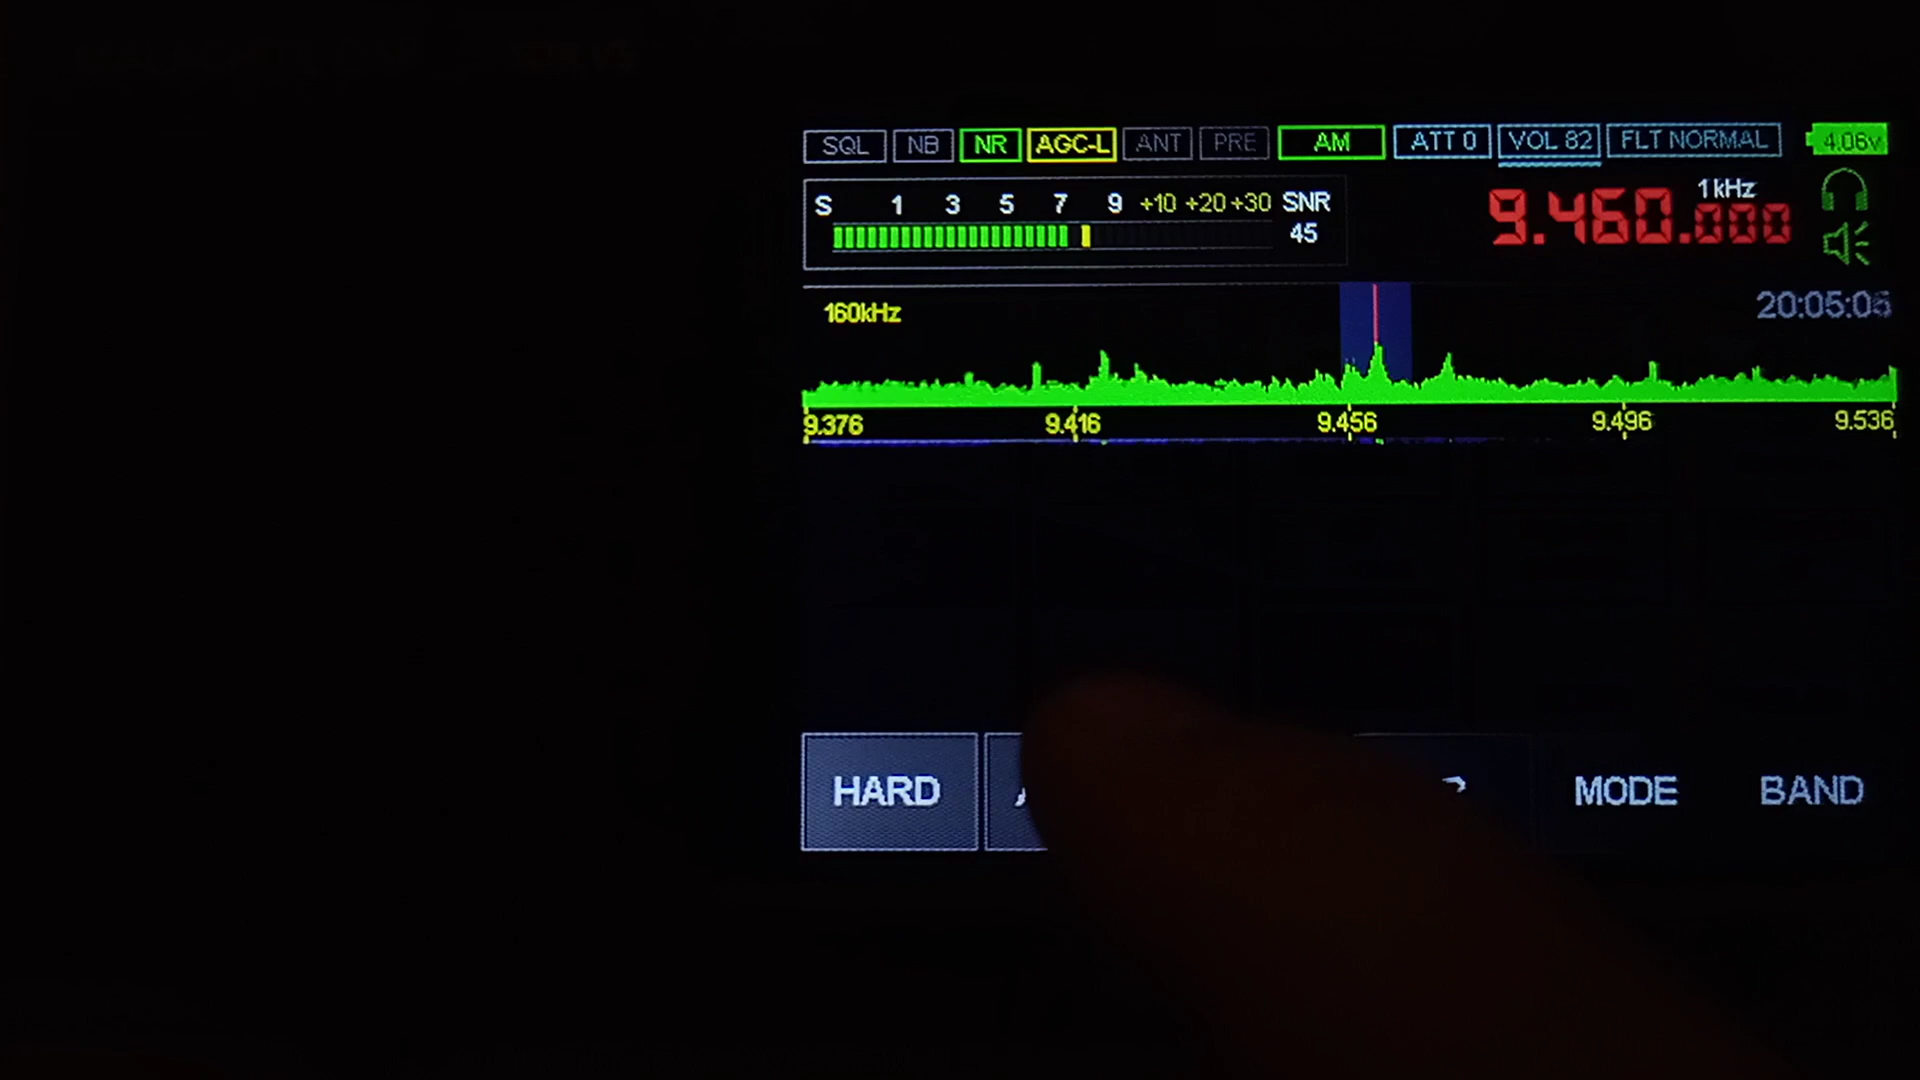 SQL NB NR AGC-L ANT PRE AM ATT 0 VOL 82 FLT NORMAL 4.06v
S 1 3 5 7 9 +10 +20 +30 SNR
45
1 kHz
9.460.000
160kHz
20:05:05
9.376 9.416 9.456 9.496 9.536
HARD MODE BAND